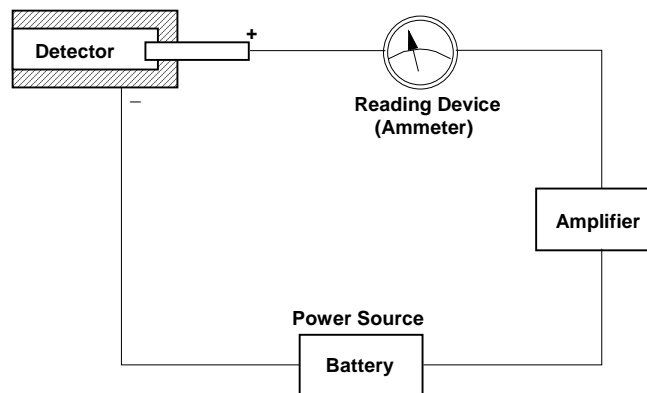 Detector
+
–
Reading Device
(Ammeter)
Amplifier
Power Source
Battery